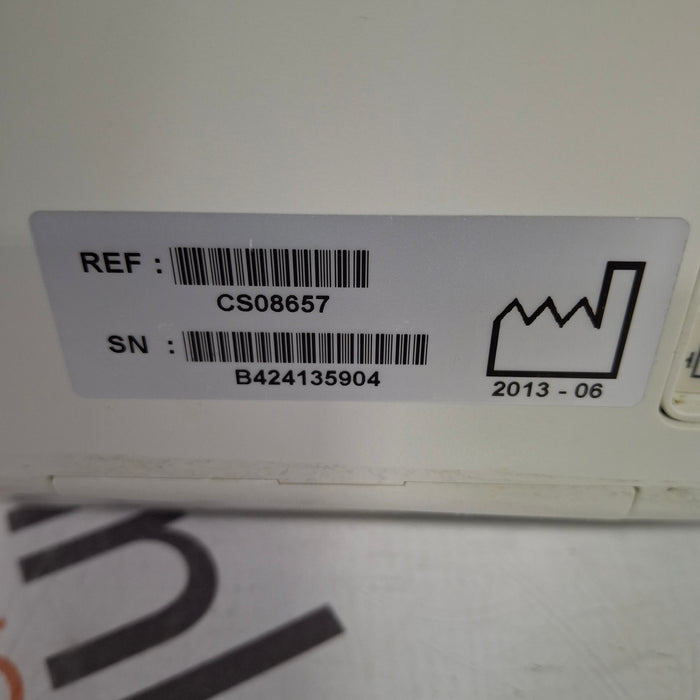 REF :
CS08657
SN :
B424135904
2013 - 06